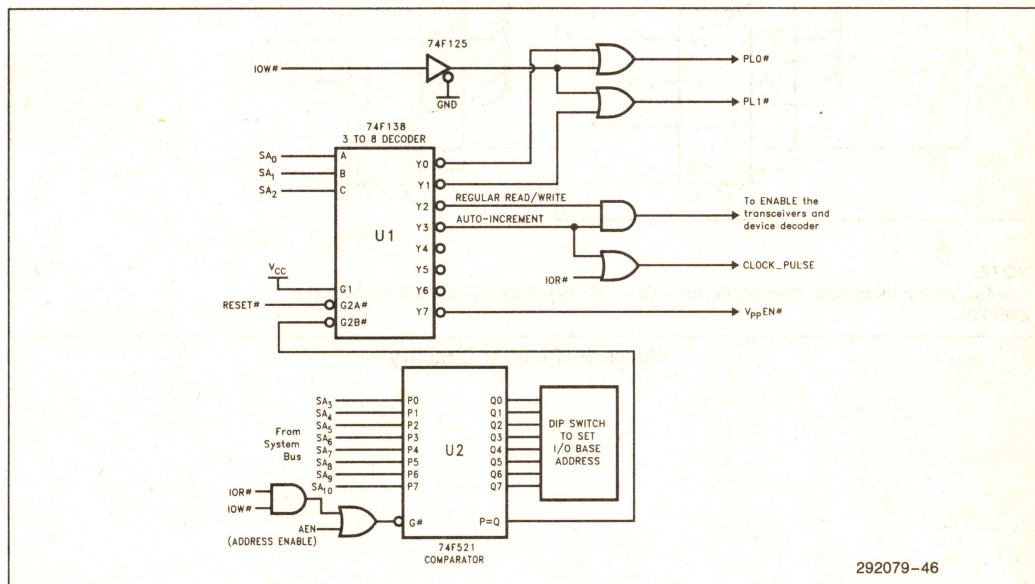 74F125
IOW#
GND
PL0#
PL1#
74F138
3 TO 8 DECODER
SA0
SA1
SA2
A
B
C
U1
Y0
Y1
Y2
Y3
Y4
Y5
Y6
Y7
REGULAR READ/WRITE
AUTO-INCREMENT
To ENABLE the
transceivers and
device decoder
CLOCK_PULSE
IOR#
VPPEN#
VCC
G1
RESET#
G2A#
G2B#
From
System
Bus
SA3
SA4
SA5
SA6
SA7
SA8
SA9
SA10
P0
P1
P2
P3
P4
P5
P6
P7
U2
Q0
Q1
Q2
Q3
Q4
Q5
Q6
Q7
DIP SWITCH
TO SET
I/O BASE
ADDRESS
IOR#
IOW#
AEN
(ADDRESS ENABLE)
G#
P=Q
74F521
COMPARATOR
292079-46